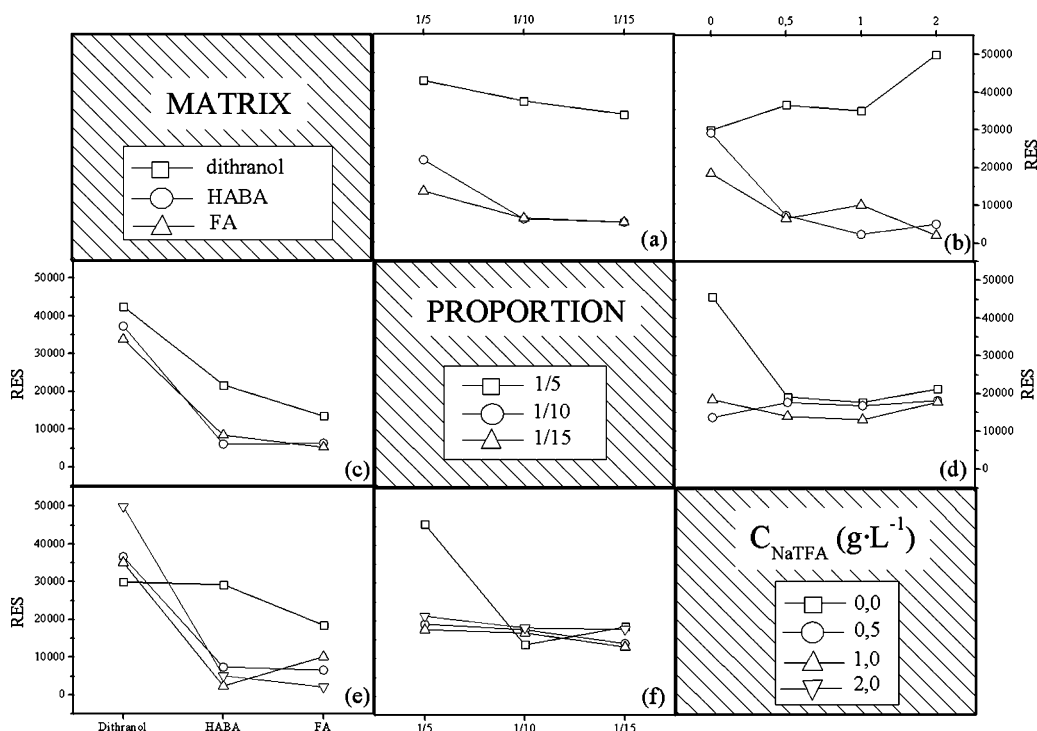 1/5 1/10 1/15
0 0,5 1 2
MATRIX
dithranol
HABA
FA
(a)
50000
40000
30000
20000
10000
0
RES
(b)
50000
40000
30000
20000
10000
0
RES
(c)
PROPORTION
1/5
1/10
1/15
50000
40000
30000
20000
10000
0
RES
(d)
50000
40000
30000
20000
10000
0
RES
(e)
Dithranol HABA FA
(f)
1/5 1/10 1/15
C NaTFA (g·L-1)
0,0
0,5
1,0
2,0